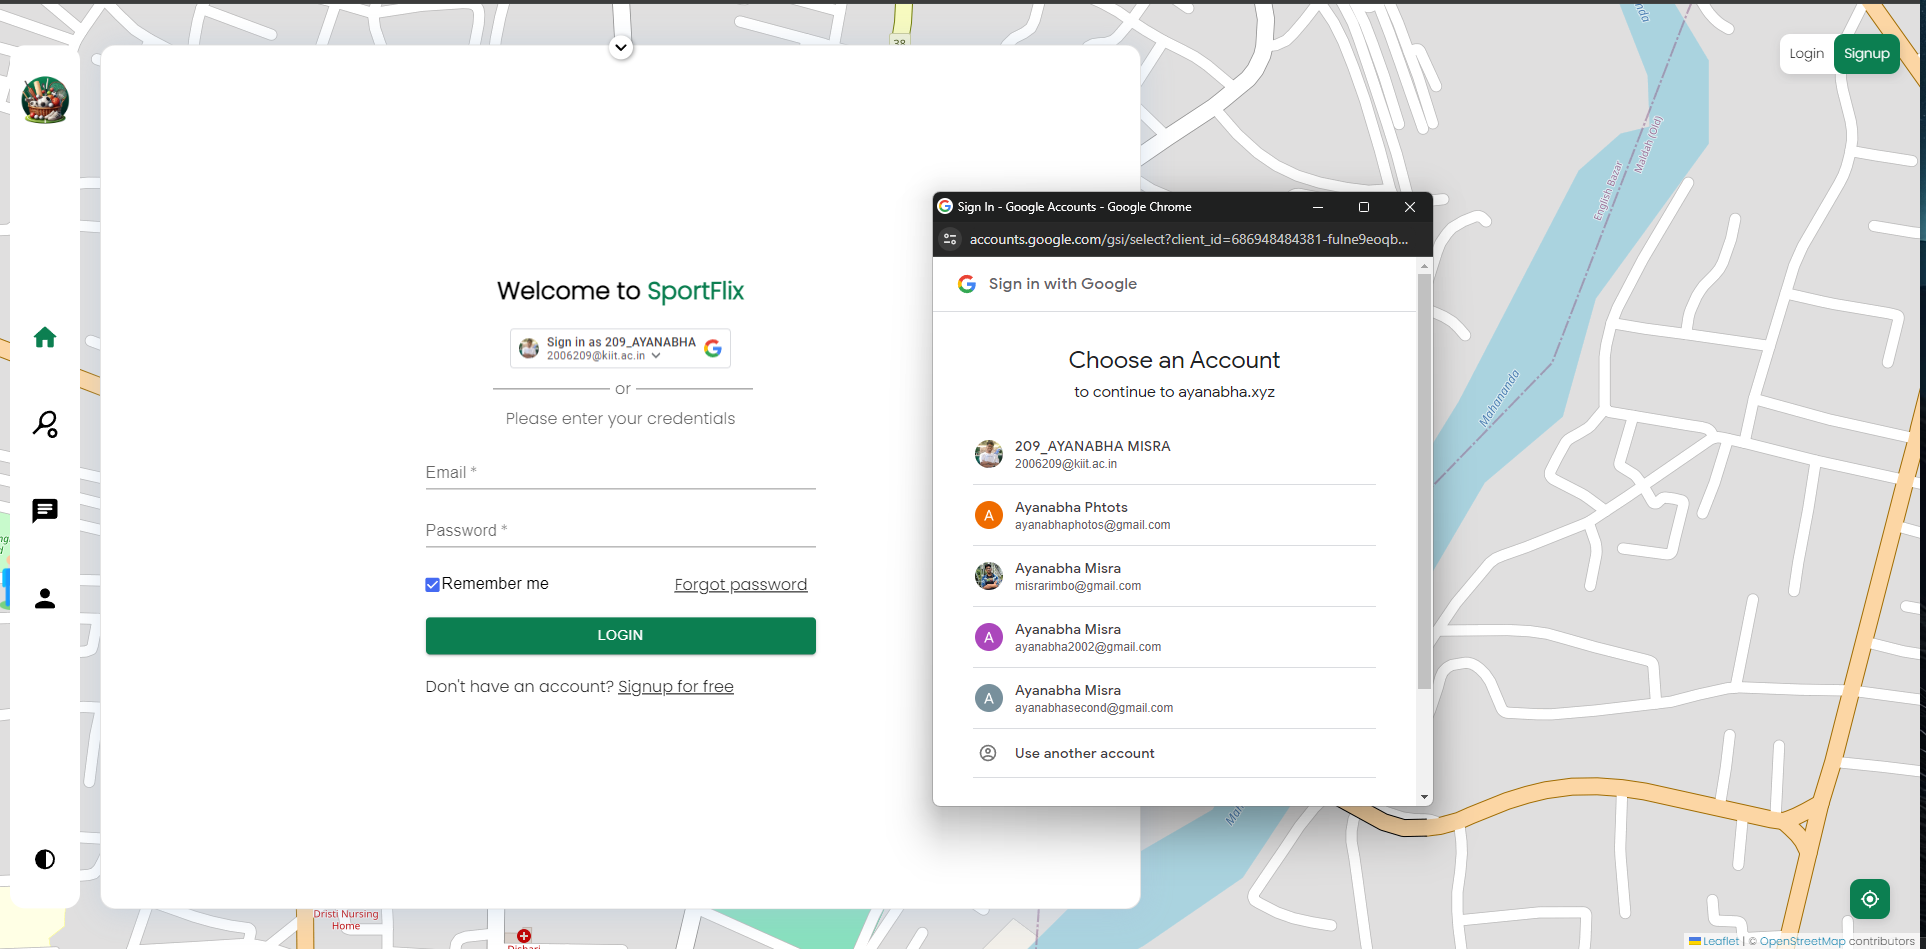 38
Login
Signup
Welcome to SportFlix
Sign in as 209_AYANABHA
2006209@kiit.ac.in
or
Please enter your credentials
Email *
Password *
Remember me
Forgot password
LOGIN
Don't have an account? Signup for free
Sign In - Google Accounts - Google Chrome
accounts.google.com/gsi/select?client_id=686948484381-fulne9eoqb...
Sign in with Google
Choose an Account
to continue to ayanabha.xyz
209_AYANABHA MISRA
2006209@kiit.ac.in
Ayanabha Phtots
ayanabhaphotos@gmail.com
Ayanabha Misra
misrarimbo@gmail.com
Ayanabha Misra
ayanabha2002@gmail.com
Ayanabha Misra
ayanabhasecond@gmail.com
Use another account
English Bazar
Maldah (Old)
Mahananda
Dristi Nursing
Home
Leaflet | © OpenStreetMap contributors